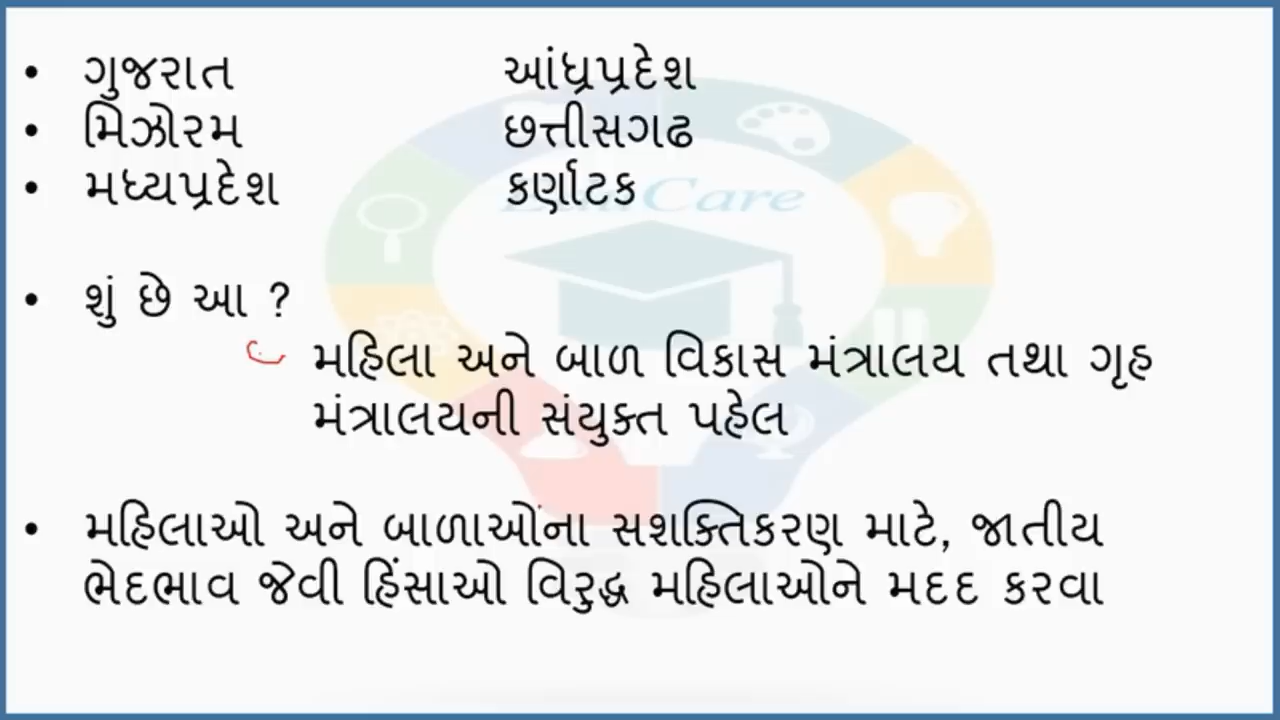 • ગુજરાત આંધ્રપ્રદેશ
• મિઝોરમ છત્તીસગઢ
• મધ્યપ્રદેશ કર્ણાટક
• શું છે આ ?
મહિલા અને બાળ વિકાસ મંત્રાલય તથા ગૃહ
મંત્રાલયની સંયુક્ત પહેલ
• મહિલાઓ અને બાળાઓંના સશક્તિકરણ માટે, જાતીય
ભેદભાવ જેવી હિંસાઓ વિરુદ્ધ મહિલાઓને મદદ કરવા